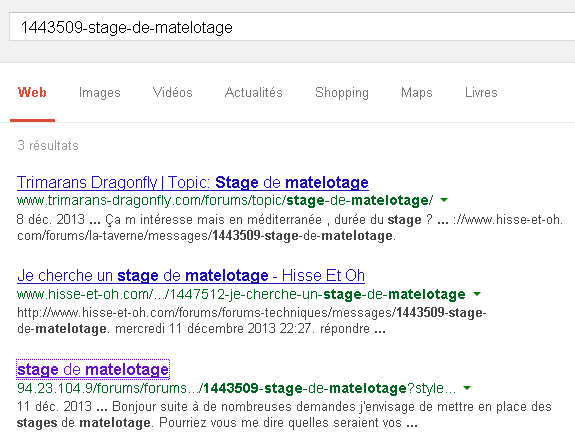 1443509-stage-de-matelotage
Web Images Vidéos Actualités Shopping Maps Livres
3 résultats
Trimarans Dragonfly | Topic: Stage de matelotage
www.trimarans-dragonfly.com/forums/topic/stage-de-matelotage/
8 déc. 2013 ... Ça m intéresse mais en méditerranée , durée du stage ? ... ://www.hisse-et-oh.
com/forums/la-taverne/messages/1443509-stage-de-matelotage.
Je cherche un stage de matelotage - Hisse Et Oh
www.hisse-et-oh.com/.../1447512-je-cherche-un-stage-de-matelotage
http://www.hisse-et-oh.com/forums/forums-techniques/messages/1443509-stage-
de-matelotage. mercredi 11 décembre 2013 22:27. répondre ...
stage de matelotage
94.23.104.9/forums/forums.../1443509-stage-de-matelotage?style...
11 déc. 2013 ... Bonjour suite à de nombreuses demandes j'envisage de mettre en place des
stages de matelotage. Pourriez vous me dire quelles seraient vos ...